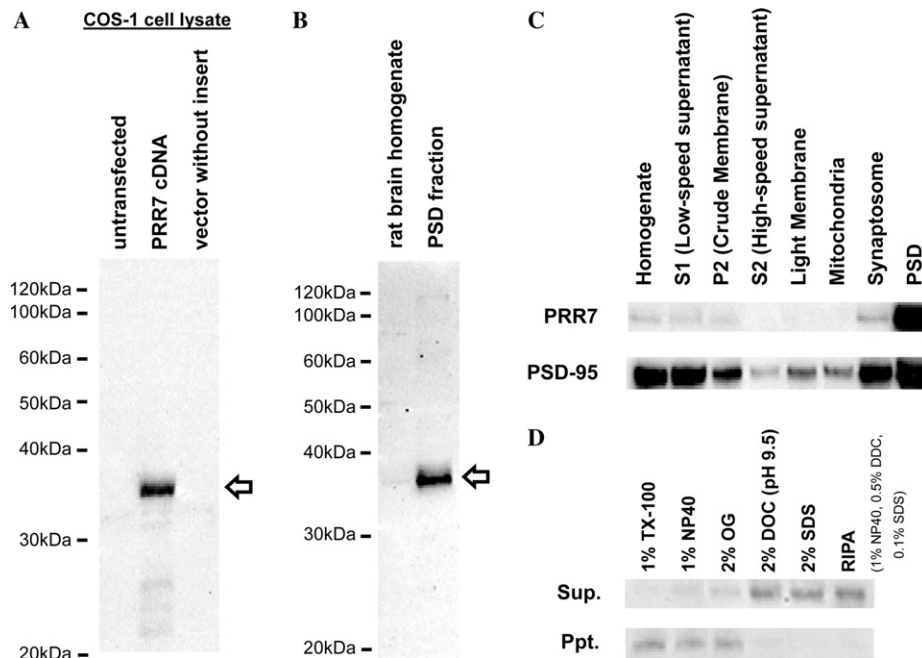 A
COS-1 cell lysate
untransfected
PRR7 cDNA
vector without insert
120kDa
100kDa
60kDa
50kDa
40kDa
30kDa
20kDa
B
rat brain homogenate
PSD fraction
120kDa
100kDa
60kDa
50kDa
40kDa
30kDa
20kDa
C
Homogenate
S1 (Low-speed supernatant)
P2 (Crude Membrane)
S2 (High-speed supernatant)
Light Membrane
Mitochondria
Synaptosome
PSD
PRR7
PSD-95
D
1% TX-100
1% NP40
2% OG
2% DOC (pH 9.5)
2% SDS
RIPA
(1% NP40, 0.5% DDC,
0.1% SDS)
Sup.
Ppt.